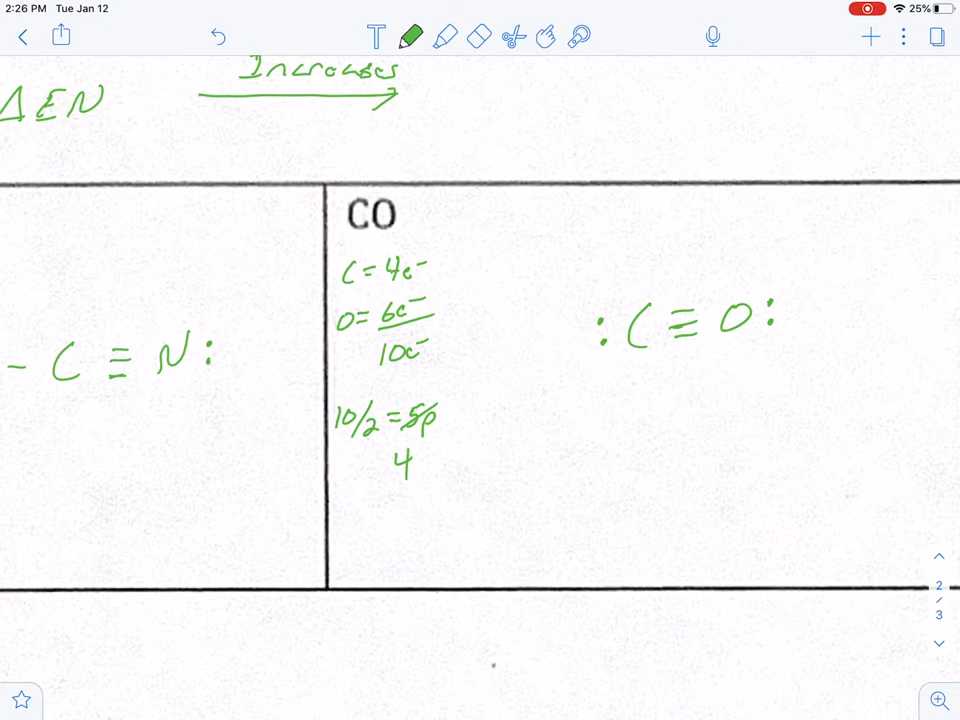 2:26 PM Tue Jan 12
25%
Increases
ΔEN
CO
C = 4e⁻
O = 6e⁻
10e⁻
10/2 = 5p
4
- C ≡ N:
:C ≡ O:
2
/
3